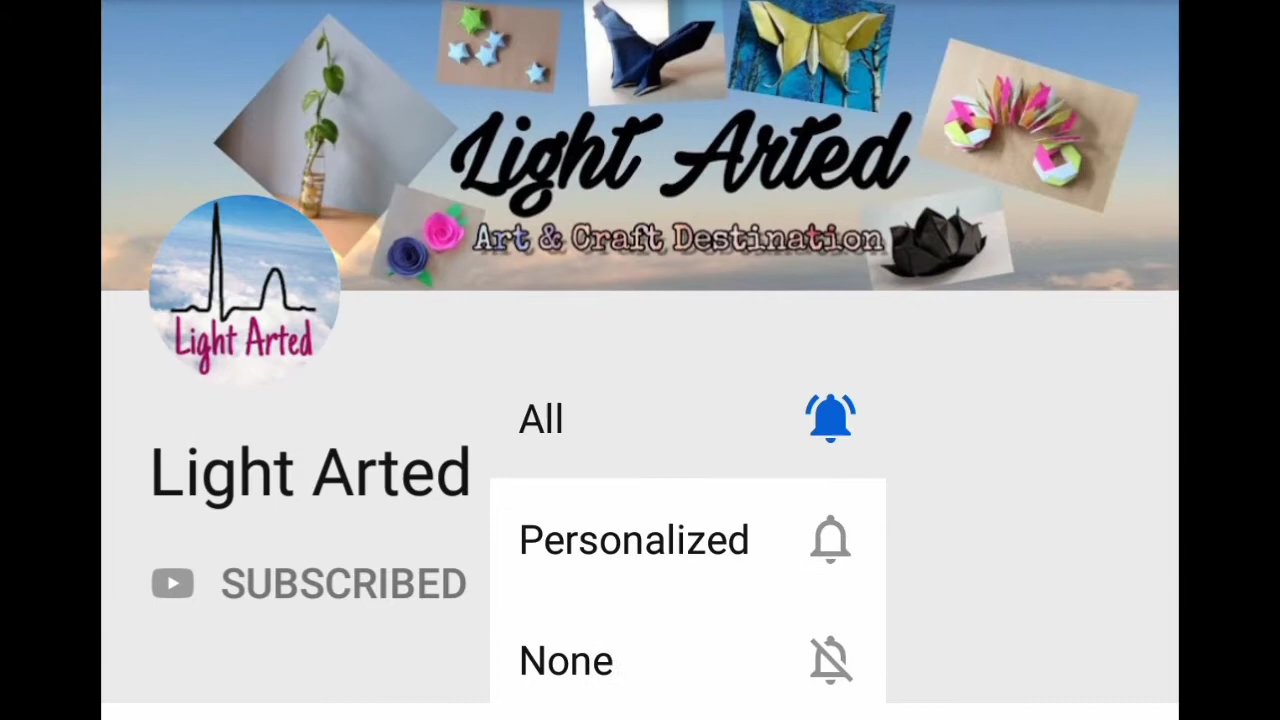 Light Arted
Art & Craft Destination
Light Arted
Light Arted
SUBSCRIBED
All
Personalized
None